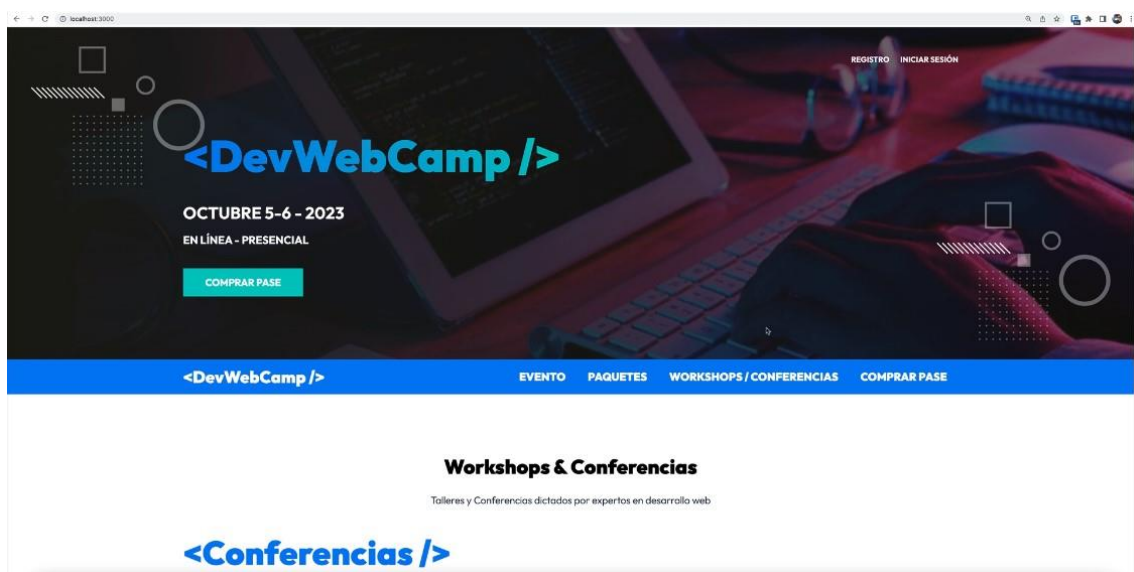 localhost:3000
REGISTRO INICIAR SESIÓN
<DevWebCamp />
OCTUBRE 5-6 - 2023
EN LÍNEA - PRESENCIAL
COMPRAR PASE
<DevWebCamp /> EVENTO PAQUETES WORKSHOPS / CONFERENCIAS COMPRAR PASE
Workshops & Conferencias
Talleres y Conferencias dictados por expertos en desarrollo web
<Conferencias />